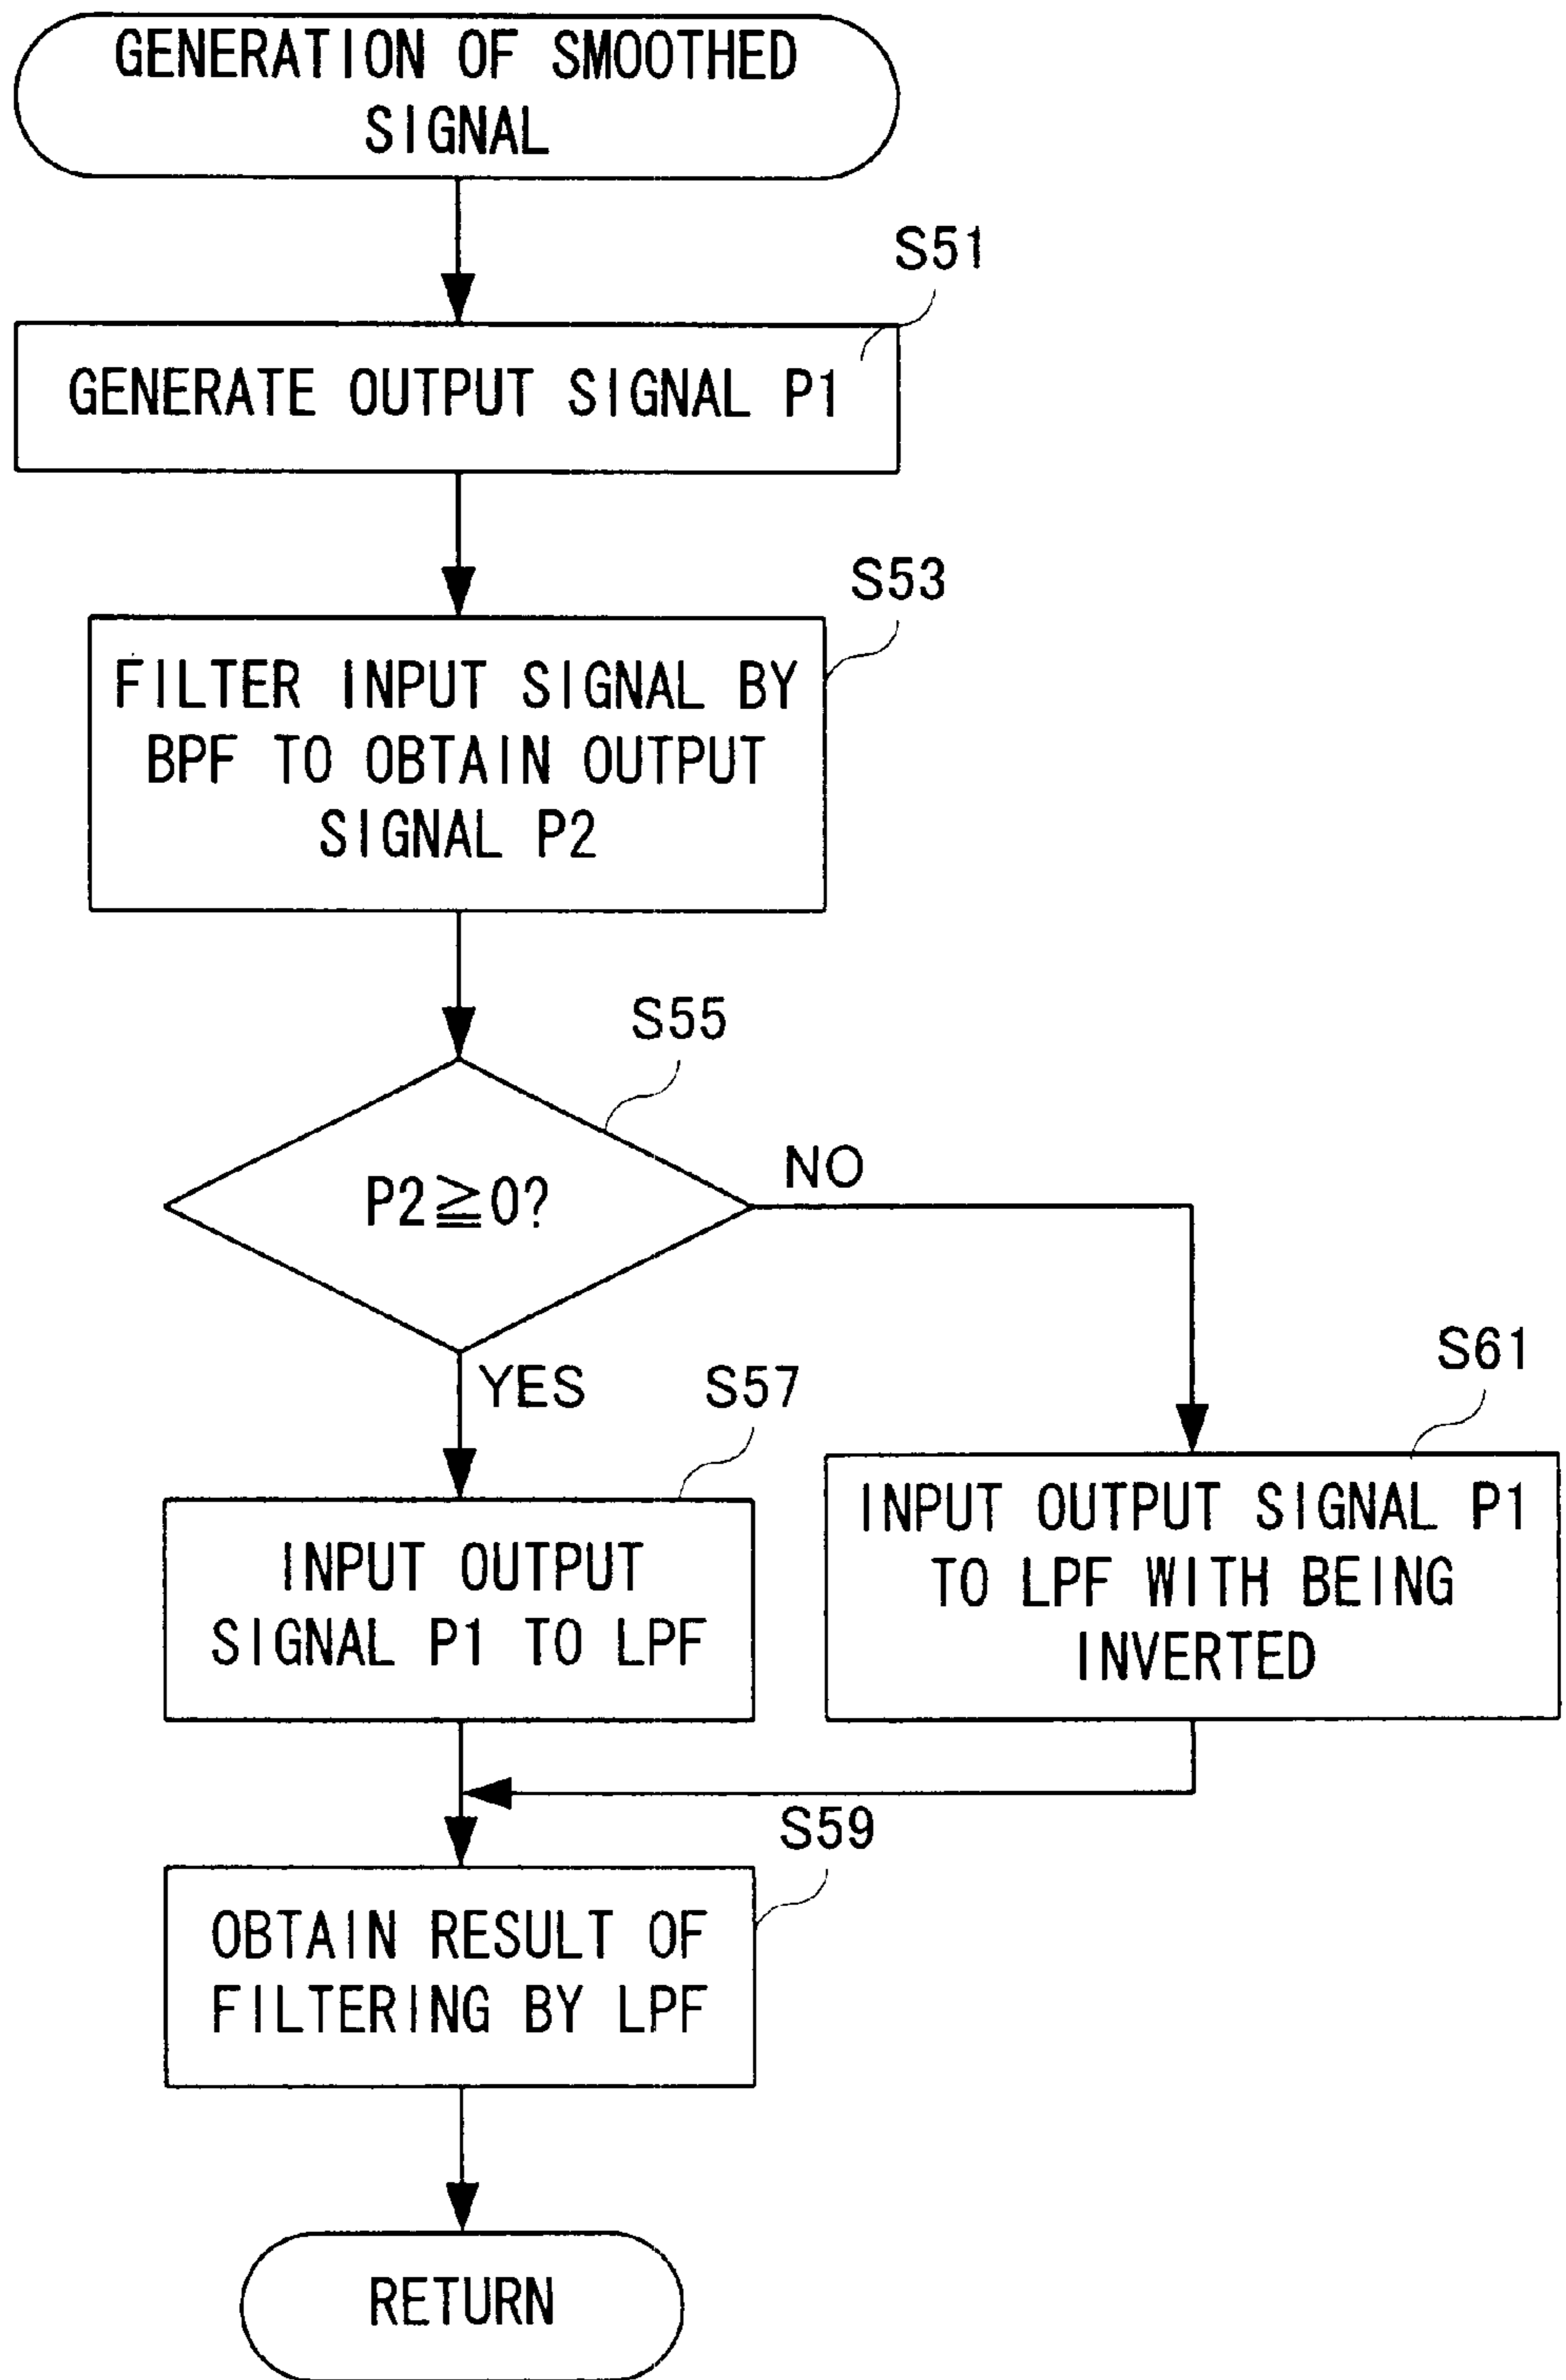 GENERATION OF SMOOTHED
SIGNAL
S51
GENERATE OUTPUT SIGNAL P1
S53
FILTER INPUT SIGNAL BY
BPF TO OBTAIN OUTPUT
SIGNAL P2
S55
P2≧0?
NO
YES
S57
INPUT OUTPUT
SIGNAL P1 TO LPF
S61
INPUT OUTPUT SIGNAL P1
TO LPF WITH BEING
INVERTED
S59
OBTAIN RESULT OF
FILTERING BY LPF
RETURN